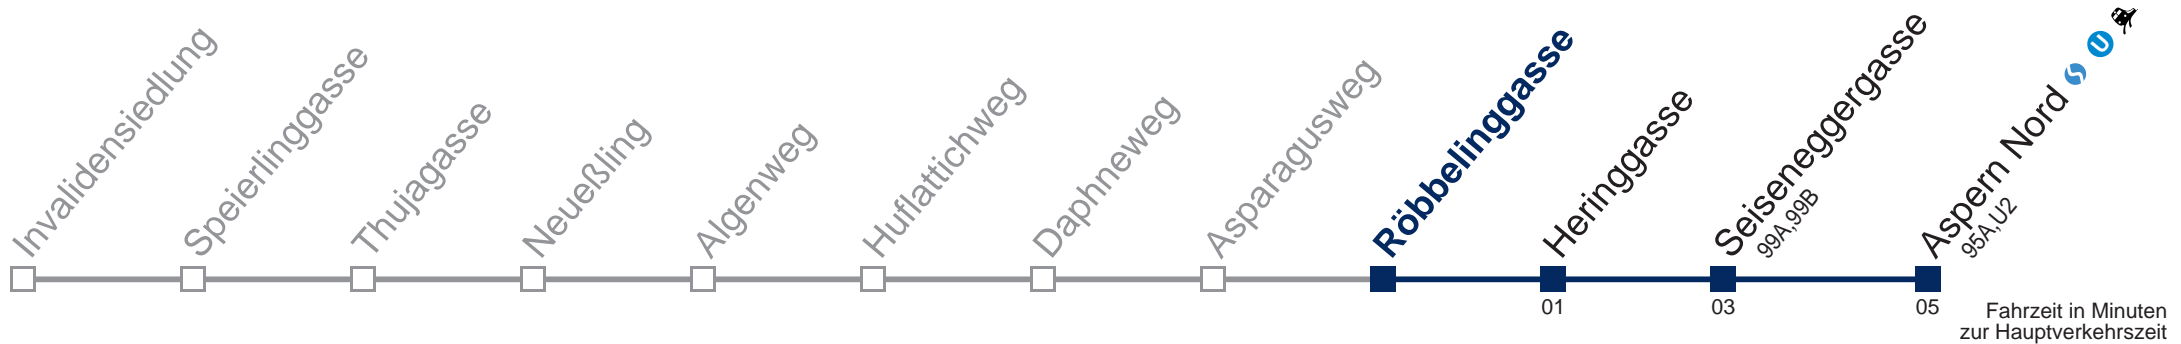 Invalidensiedlung
Speierlinggasse
Thujagasse
Neueßling
Algenweg
Huflattichweg
Daphneweg
Asparagusweg
Röbbelinggasse
Heringgasse
Seiseneggergasse
99A,99B
Aspern Nord S U
95A,U2
01
03
05
Fahrzeit in Minuten
zur Hauptverkehrszeit